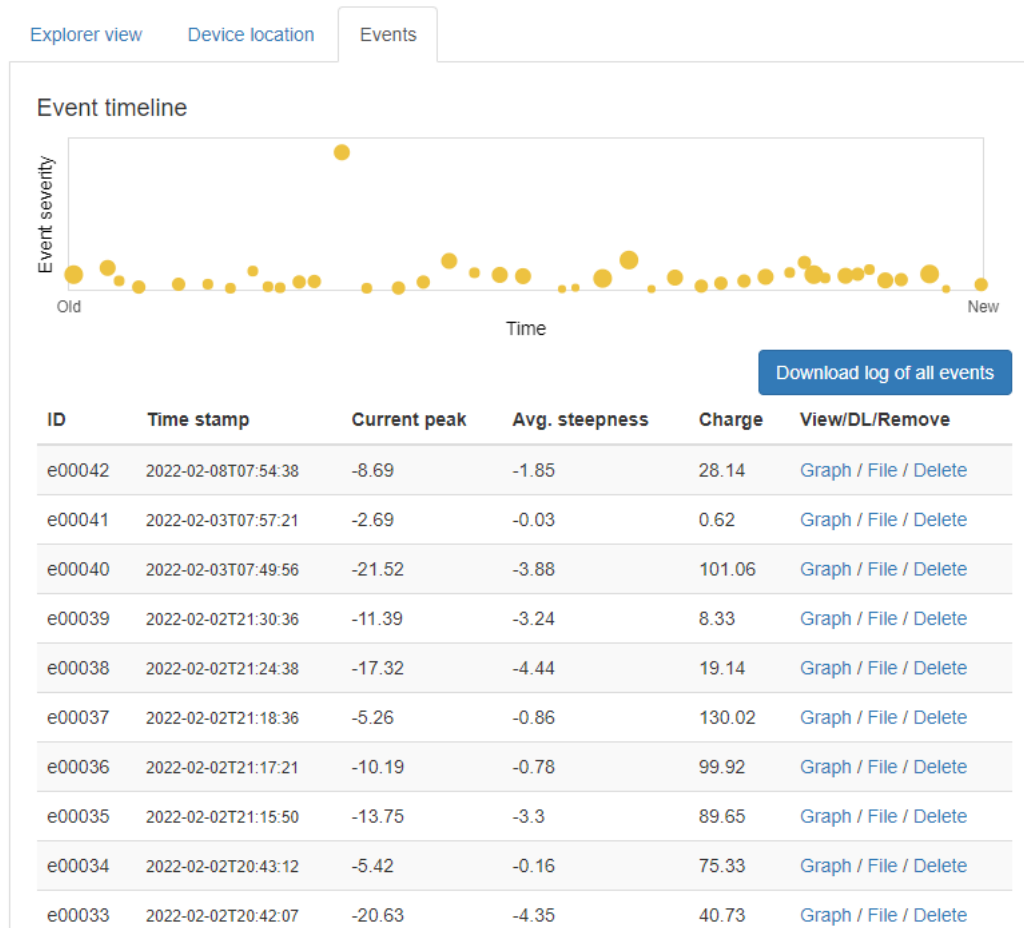 Explorer view Device location Events
Event timeline
Event severity
Old New
Time
Download log of all events
ID Time stamp Current peak Avg. steepness Charge View/DL/Remove
e00042 2022-02-08T07:54:38 -8.69 -1.85 28.14 Graph / File / Delete
e00041 2022-02-03T07:57:21 -2.69 -0.03 0.62 Graph / File / Delete
e00040 2022-02-03T07:49:56 -21.52 -3.88 101.06 Graph / File / Delete
e00039 2022-02-02T21:30:36 -11.39 -3.24 8.33 Graph / File / Delete
e00038 2022-02-02T21:24:38 -17.32 -4.44 19.14 Graph / File / Delete
e00037 2022-02-02T21:18:36 -5.26 -0.86 130.02 Graph / File / Delete
e00036 2022-02-02T21:17:21 -10.19 -0.78 99.92 Graph / File / Delete
e00035 2022-02-02T21:15:50 -13.75 -3.3 89.65 Graph / File / Delete
e00034 2022-02-02T20:43:12 -5.42 -0.16 75.33 Graph / File / Delete
e00033 2022-02-02T20:42:07 -20.63 -4.35 40.73 Graph / File / Delete